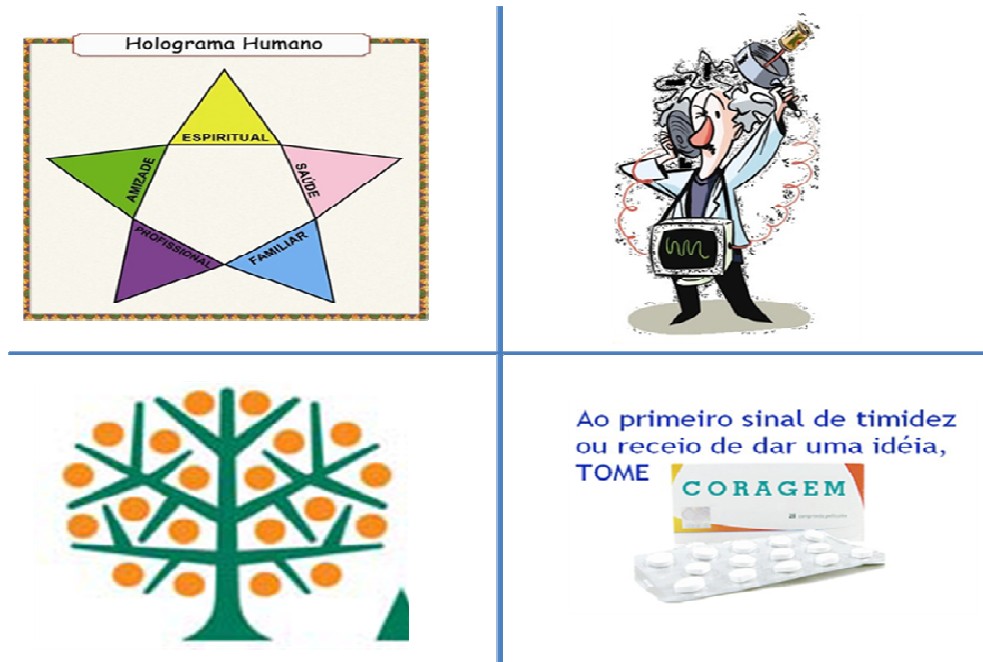 Holograma Humano
ESPIRITUAL
AMIZADE
SAÚDE
PROFISSIONAL
FAMILIAR
Ao primeiro sinal de timidez
ou receio de dar uma idéia,
TOME
CORAGEM